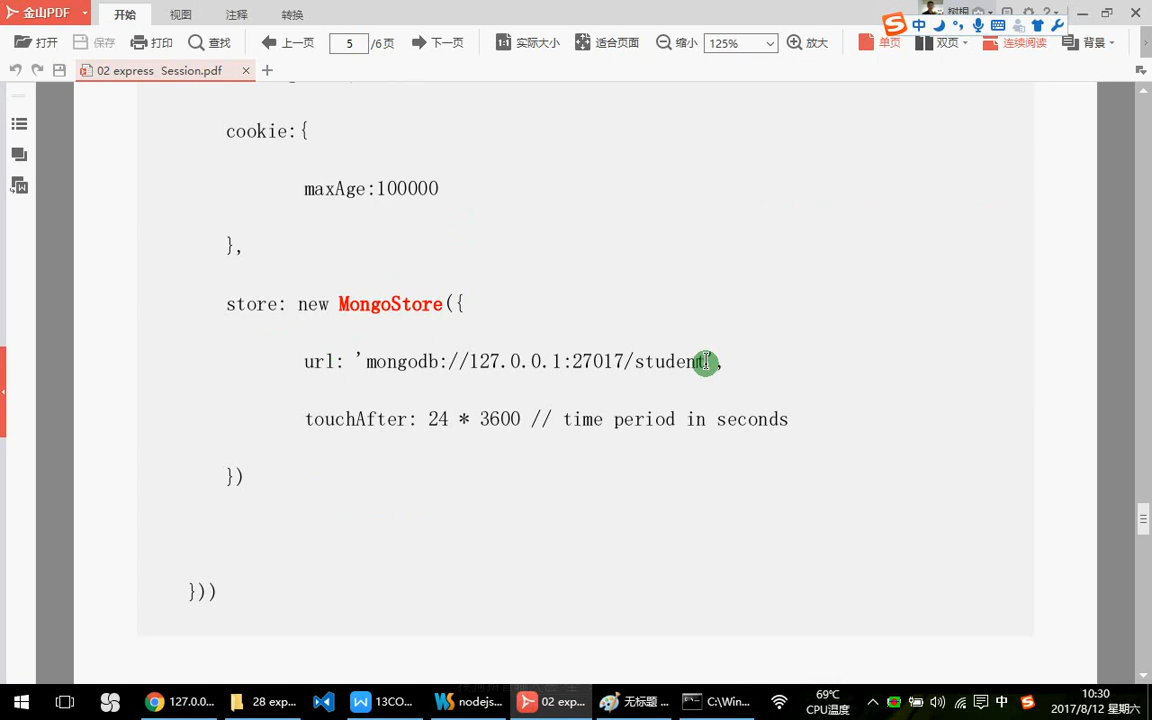 金山PDF 开始 视图 注释 转换 树根
中
打开 保存 打印 查找 上一页 5 /6页 下一页 实际大小 适合页面 缩小 125% 放大 单页 双页 连续阅读 背景
02 express Session.pdf
cookie:{
maxAge:100000
},
store: new MongoStore({
url: 'mongodb://127.0.0.1:27017/student',
touchAfter: 24 * 3600 // time period in seconds
})
}))
127.0.0... 28 exp... 13CO... nodejs... 02 exp... 无标题 ... C:\Win...
69℃
CPU温度
中
10:30
2017/8/12 星期六